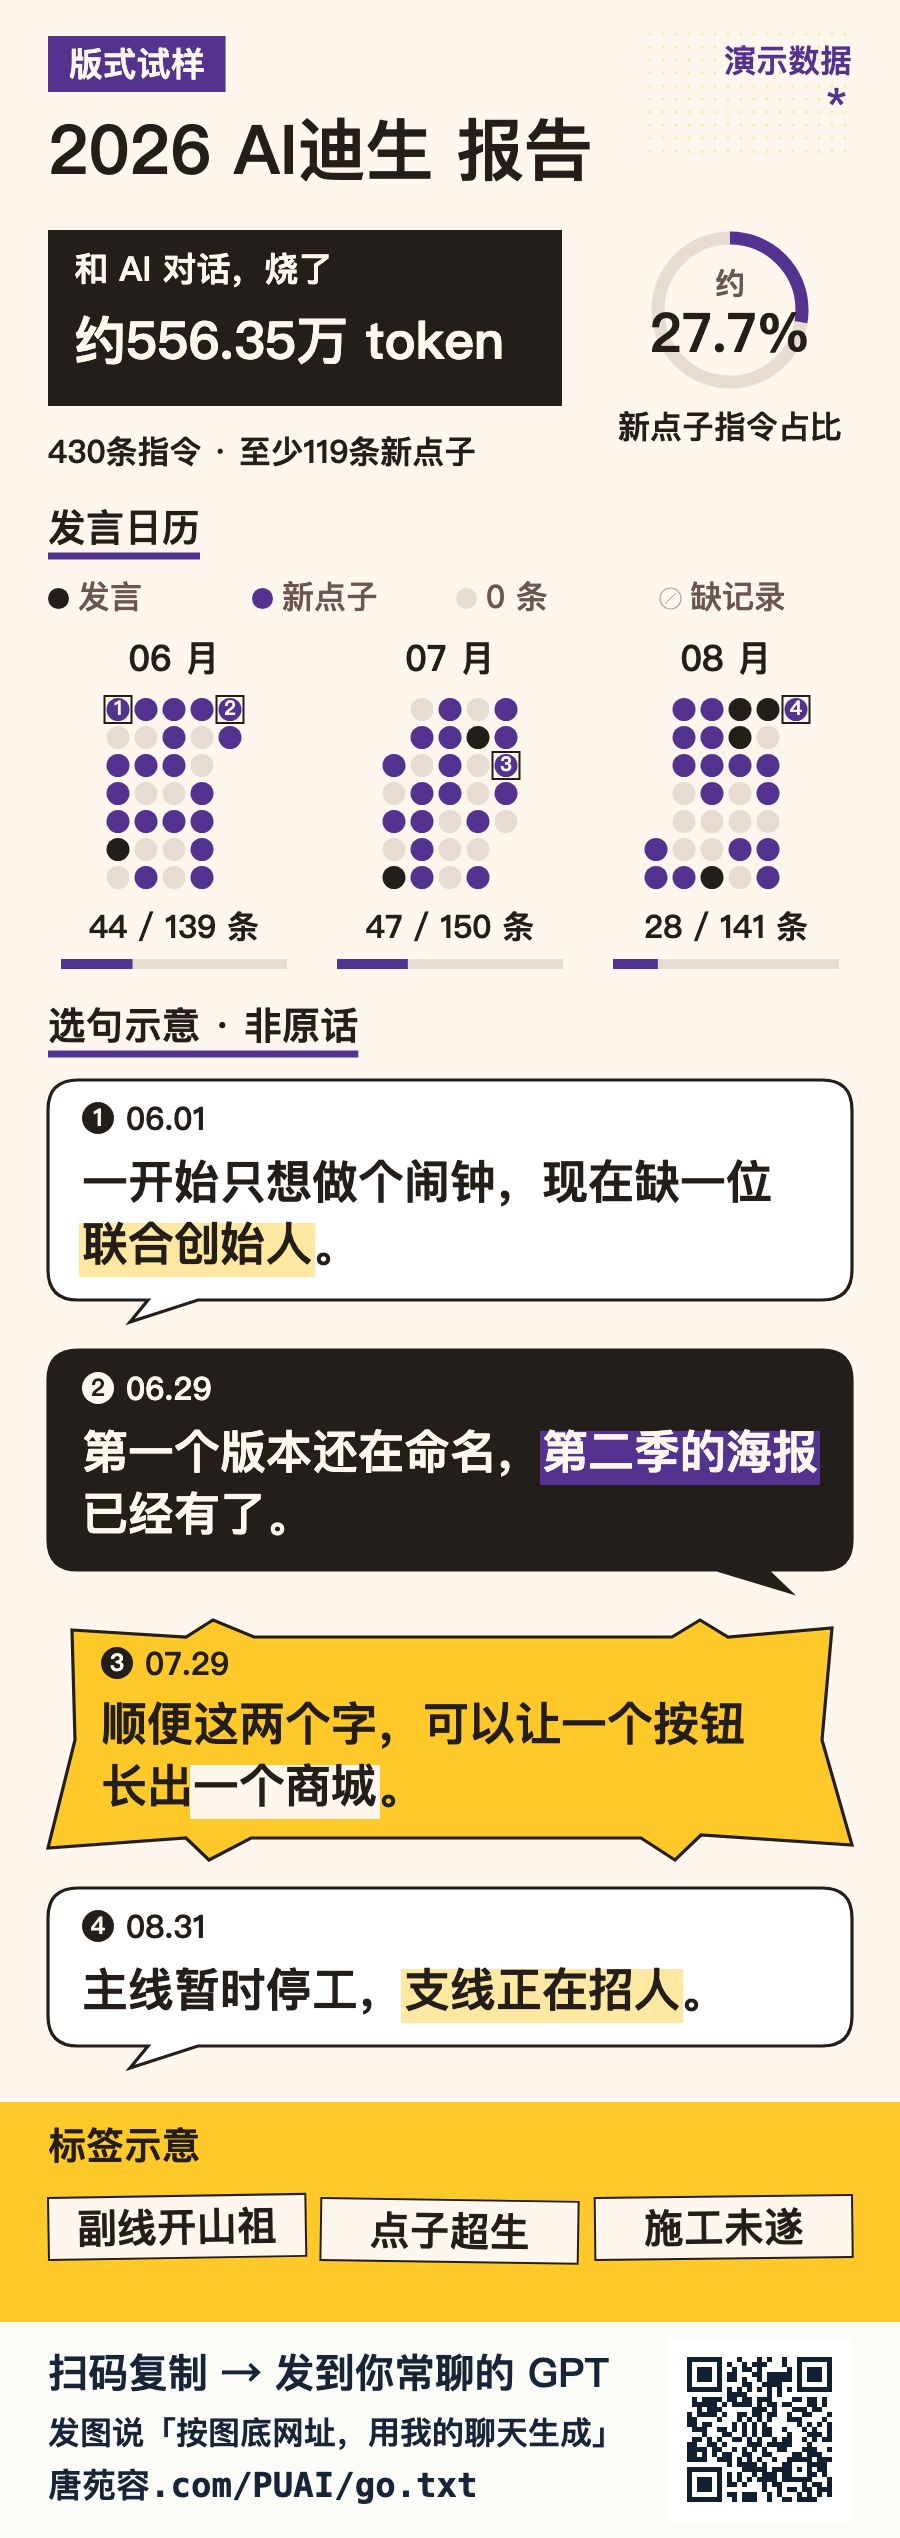 版式试样
演示数据
*
2026 AI迪生 报告
和 AI 对话，烧了
约556.35万 token
约
27.7%
新点子指令占比
430条指令 · 至少119条新点子
发言日历
发言 新点子 0 条 缺记录
06 月 07 月 08 月
1 2 4
3
44 / 139 条 47 / 150 条 28 / 141 条
选句示意 · 非原话
1 06.01
一开始只想做个闹钟，现在缺一位
联合创始人。
2 06.29
第一个版本还在命名，第二季的海报
已经有了。
3 07.29
顺便这两个字，可以让一个按钮
长出一个商城。
4 08.31
主线暂时停工，支线正在招人。
标签示意
副线开山祖 点子超生 施工未遂
扫码复制 → 发到你常聊的 GPT
发图说「按图底网址，用我的聊天生成」
唐苑容.com/PUAI/go.txt